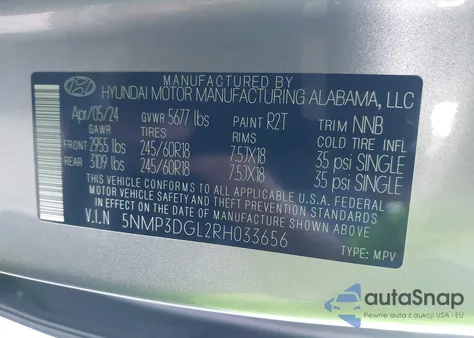 MANUFACTURED BY
HYUNDAI MOTOR MANUFACTURING ALABAMA, LLC
Apr/05/24 GVWR 5677 lbs PAINT R2T TRIM NNB
GAWR TIRES RIMS COLD TIRE INFL
FRONT 2955 lbs 245/60R18 7.5JX18 35 psi SINGLE
REAR 3109 lbs 245/60R18 7.5JX18 35 psi SINGLE
THIS VEHICLE CONFORMS TO ALL APPLICABLE U.S.A. FEDERAL
MOTOR VEHICLE SAFETY AND BUMPER STANDARDS IN
EFFECT ON THE DATE OF MANUFACTURE SHOWN ABOVE.
V.I.N 5NMP3DGL2RH033656
TYPE: MPV
autoSnap
Pewne auta z aukcji USA i EU